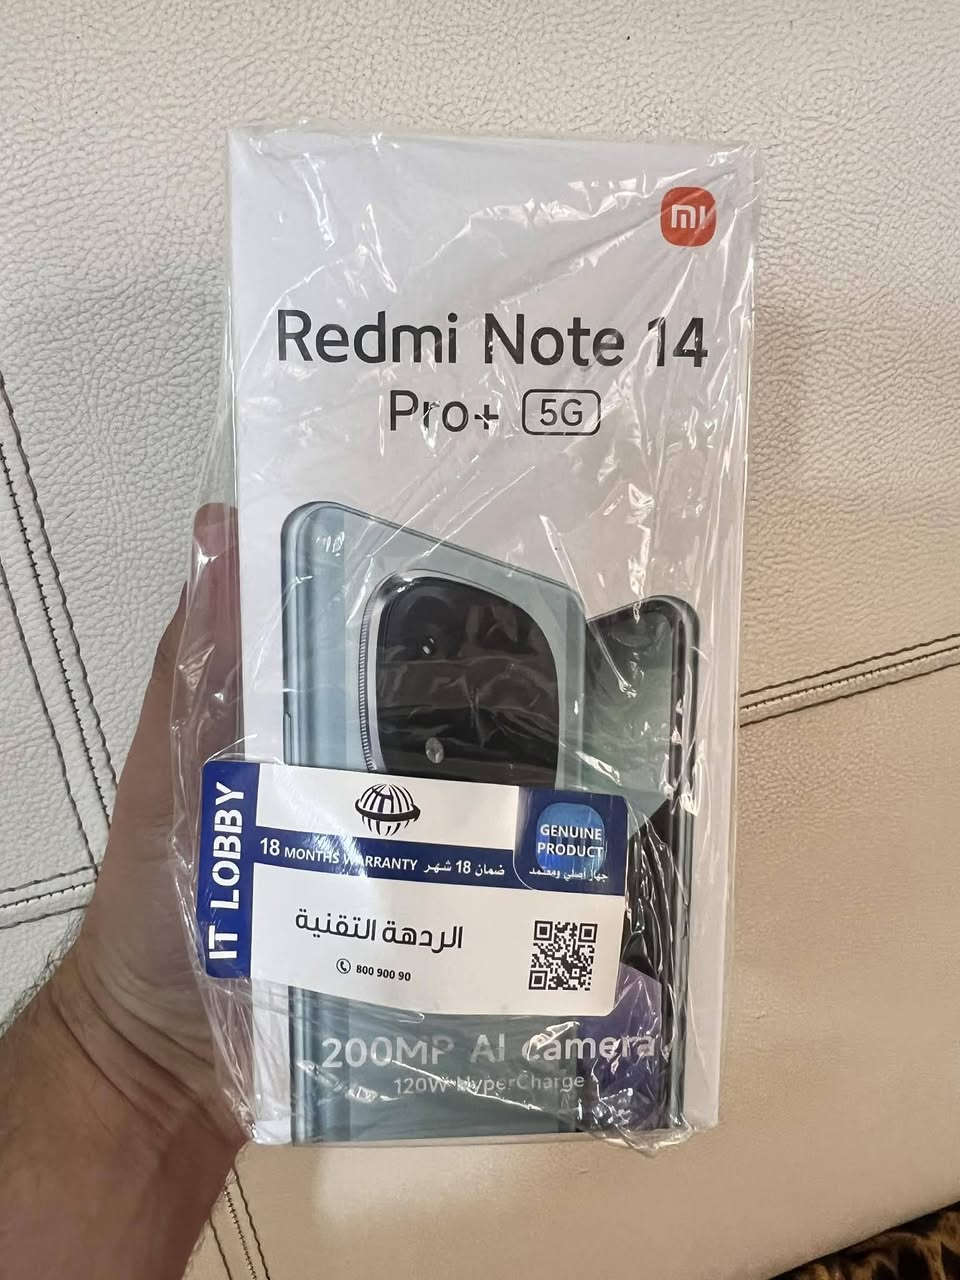 mi
Redmi Note 14
Pro+ 5G
IT LOBBY
GENUINE
PRODUCT
جهاز أصلي ومعتمد
18 MONTHS WARRANTY ضمان 18 شهر
الردهة التقنية
800 900 90
200MP AI camera
120W HyperCharge